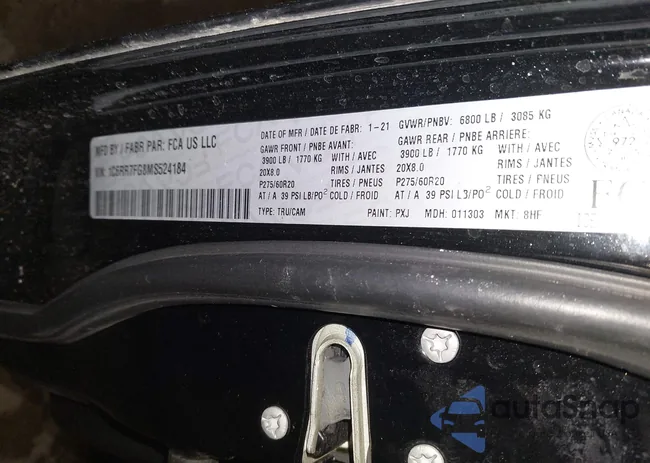 MFD BY / FABR PAR: FCA US LLC
DATE OF MFR / DATE DE FABR: 1-21 GVWR/PNBV: 6800 LB / 3085 KG
VIN: 1C6RR7FG8MS524184
GAWR FRONT / PNBE AVANT: GAWR REAR / PNBE ARRIERE:
3900 LB / 1770 KG WITH / AVEC 3900 LB / 1770 KG WITH / AVEC
20X8.0 RIMS / JANTES 20X8.0 RIMS / JANTES
P275/60R20 TIRES / PNEUS P275/60R20 TIRES / PNEUS
AT / A 39 PSI LB/PO² COLD / FROID AT / A 39 PSI LB/PO² COLD / FROID
TYPE: TRU/CAM PAINT: PXJ MDH: 011303 MKT: 8HF
972
autoSnap